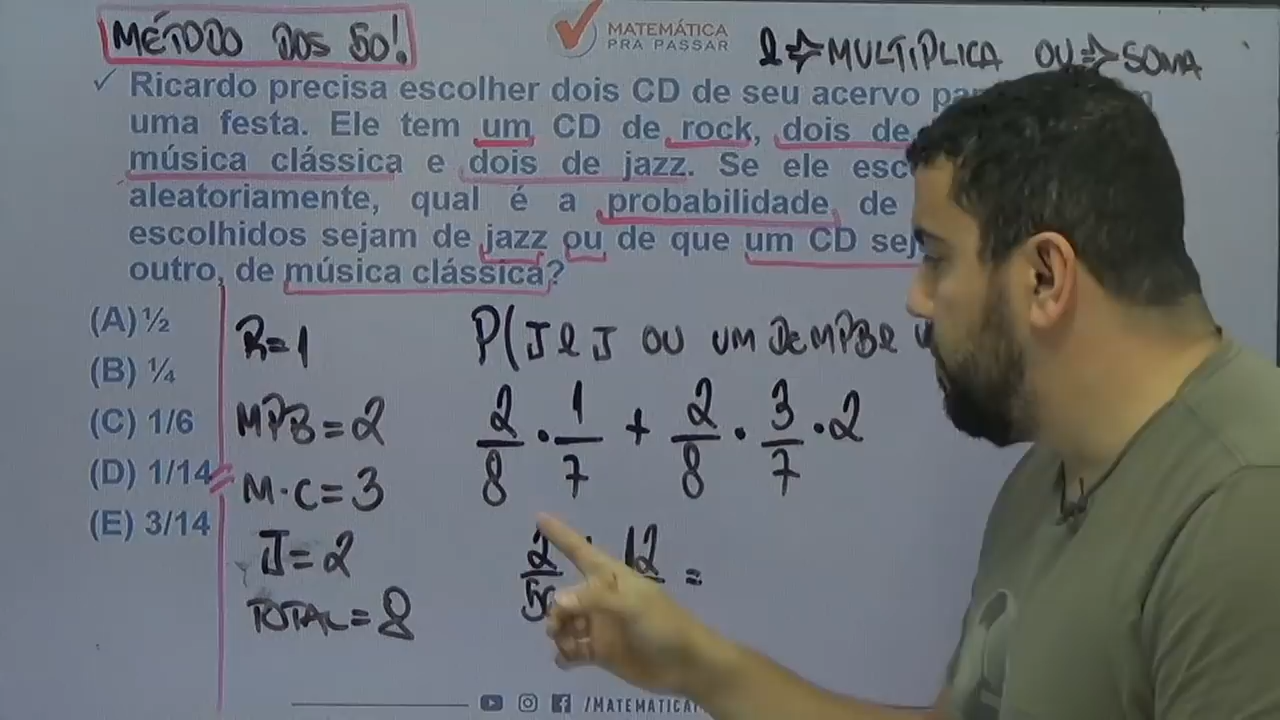 MÉTODO DOS 50!
MATEMÁTICA
PRA PASSAR
MULTIPLICA OU ⇒ SOMA
✓ Ricardo precisa escolher dois CD de seu acervo
uma festa. Ele tem um CD de rock, dois de
música clássica e dois de jazz. Se ele
aleatoriamente, qual é a probabilidade, de
escolhidos sejam de jazz ou de que um CD
outro, de música clássica?
(A) ½
(B) ¼
(C) 1/6
(D) 1/14
(E) 3/14
R=1
MPB=2
M.C=3
J=2
TOTAL=8
P(J e J OU UM DE MPB e
2/8 · 1/7 + 2/8 · 3/7 · 2
2 12 =
/MATEMATICA